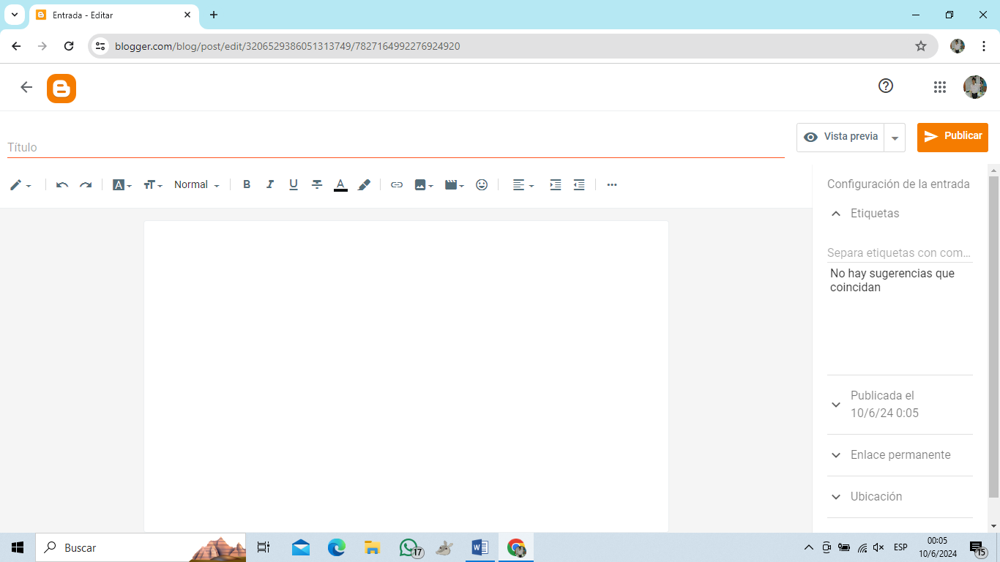 Entrada - Editar
blogger.com/blog/post/edit/3206529386051313749/7827164992276924920
Título
Vista previa
Publicar
Normal
B I U A
Configuración de la entrada
Etiquetas
Separa etiquetas con com...
No hay sugerencias que
coincidan
Publicada el
10/6/24 0:05
Enlace permanente
Ubicación
Buscar
17
ESP
00:05
10/6/2024
15